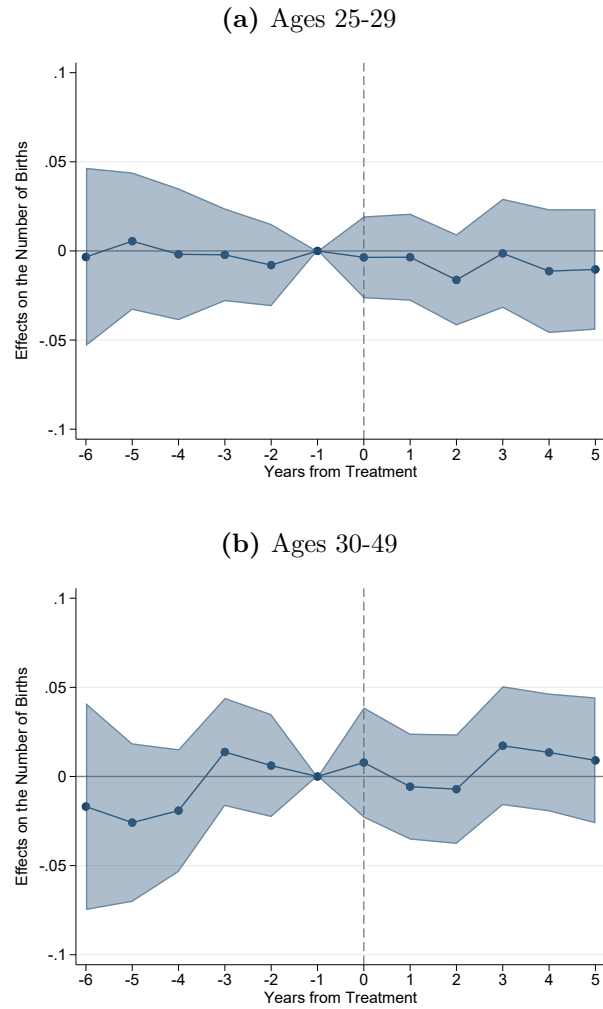 (a) Ages 25-29
Effects on the Number of Births
.1
.05
0
-.05
-.1
-6 -5 -4 -3 -2 -1 0 1 2 3 4 5
Years from Treatment
(b) Ages 30-49
Effects on the Number of Births
.1
.05
0
-.05
-.1
-6 -5 -4 -3 -2 -1 0 1 2 3 4 5
Years from Treatment